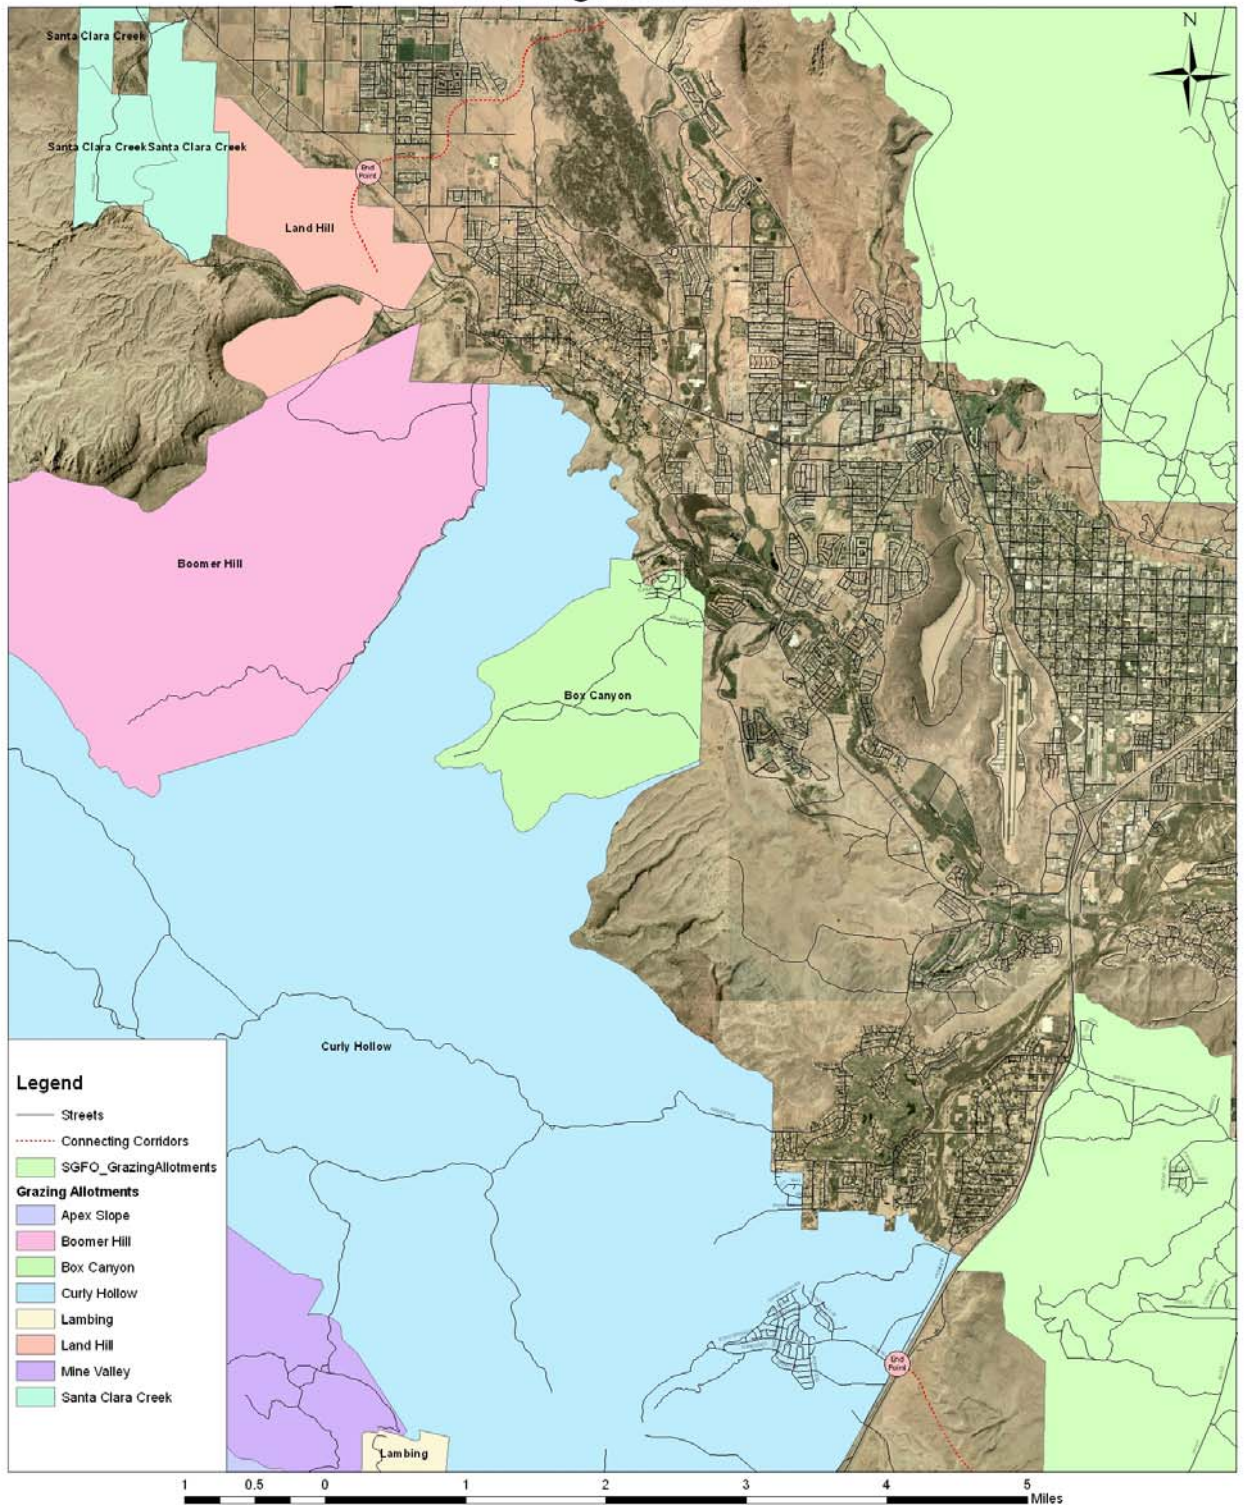 N
Santa Clara Creek
Santa Clara Creek Santa Clara Creek
End
Point
Land Hill
Boomer Hill
Box Canyon
Curly Hollow
Legend
Streets
Connecting Corridors
SGFO_GrazingAllotments
Grazing Allotments
Apex Slope
Boomer Hill
Box Canyon
Curly Hollow
Lambing
Land Hill
Mine Valley
Santa Clara Creek
End
Point
Lambing
1 0.5 0 1 2 3 4 5
Miles